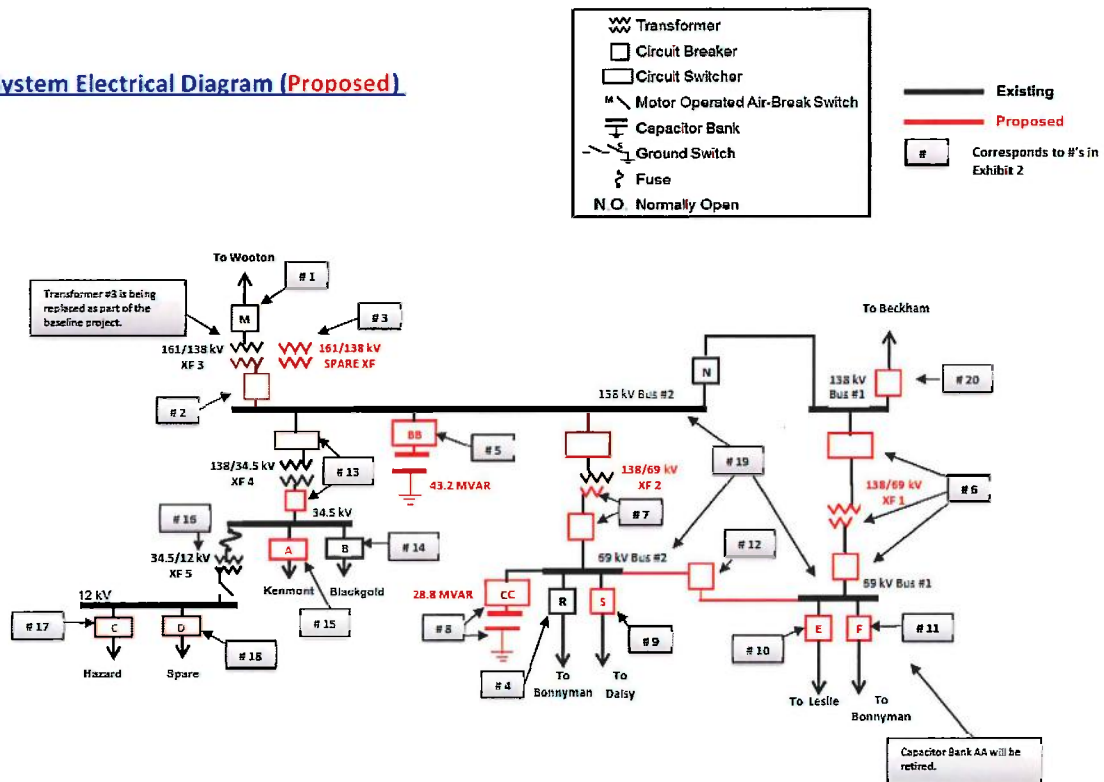 ystem Electrical Diagram (Proposed)
Transformer
Circuit Breaker
Circuit Switcher
M Motor Operated Air-Break Switch
Capacitor Bank
S Ground Switch
Fuse
N.O. Normally Open
Existing
Proposed
# Corresponds to #'s in
Exhibit 2
To Wooton
# 1
Transformer #3 is being
replaced as part of the
baseline project.
M
# 3
161/138 kV
XF 3
161/138 kV
SPARE XF
# 2
To Beckham
N
138 kV
Bus #1
# 20
138 kV Bus #2
BB
# 5
43.2 MVAR
# 13
138/34.5 kV
XF 4
34.5 kV
138/69 kV
XF 2
# 7
# 19
138/69 kV
XF 1
# 6
# 16
34.5/12 kV
XF 5
A
B
# 14
Kenmont
Blackgold
# 15
12 kV
# 17
C
D
# 18
Hazard
Spare
69 kV Bus #2
# 12
69 kV Bus #1
28.8 MVAR
CC
# 8
R
S
# 9
# 4
To
Bonnyman
To
Daisy
E
F
# 10
# 11
To Leslie
To
Bonnyman
Capacitor Bank AA will be
retired.